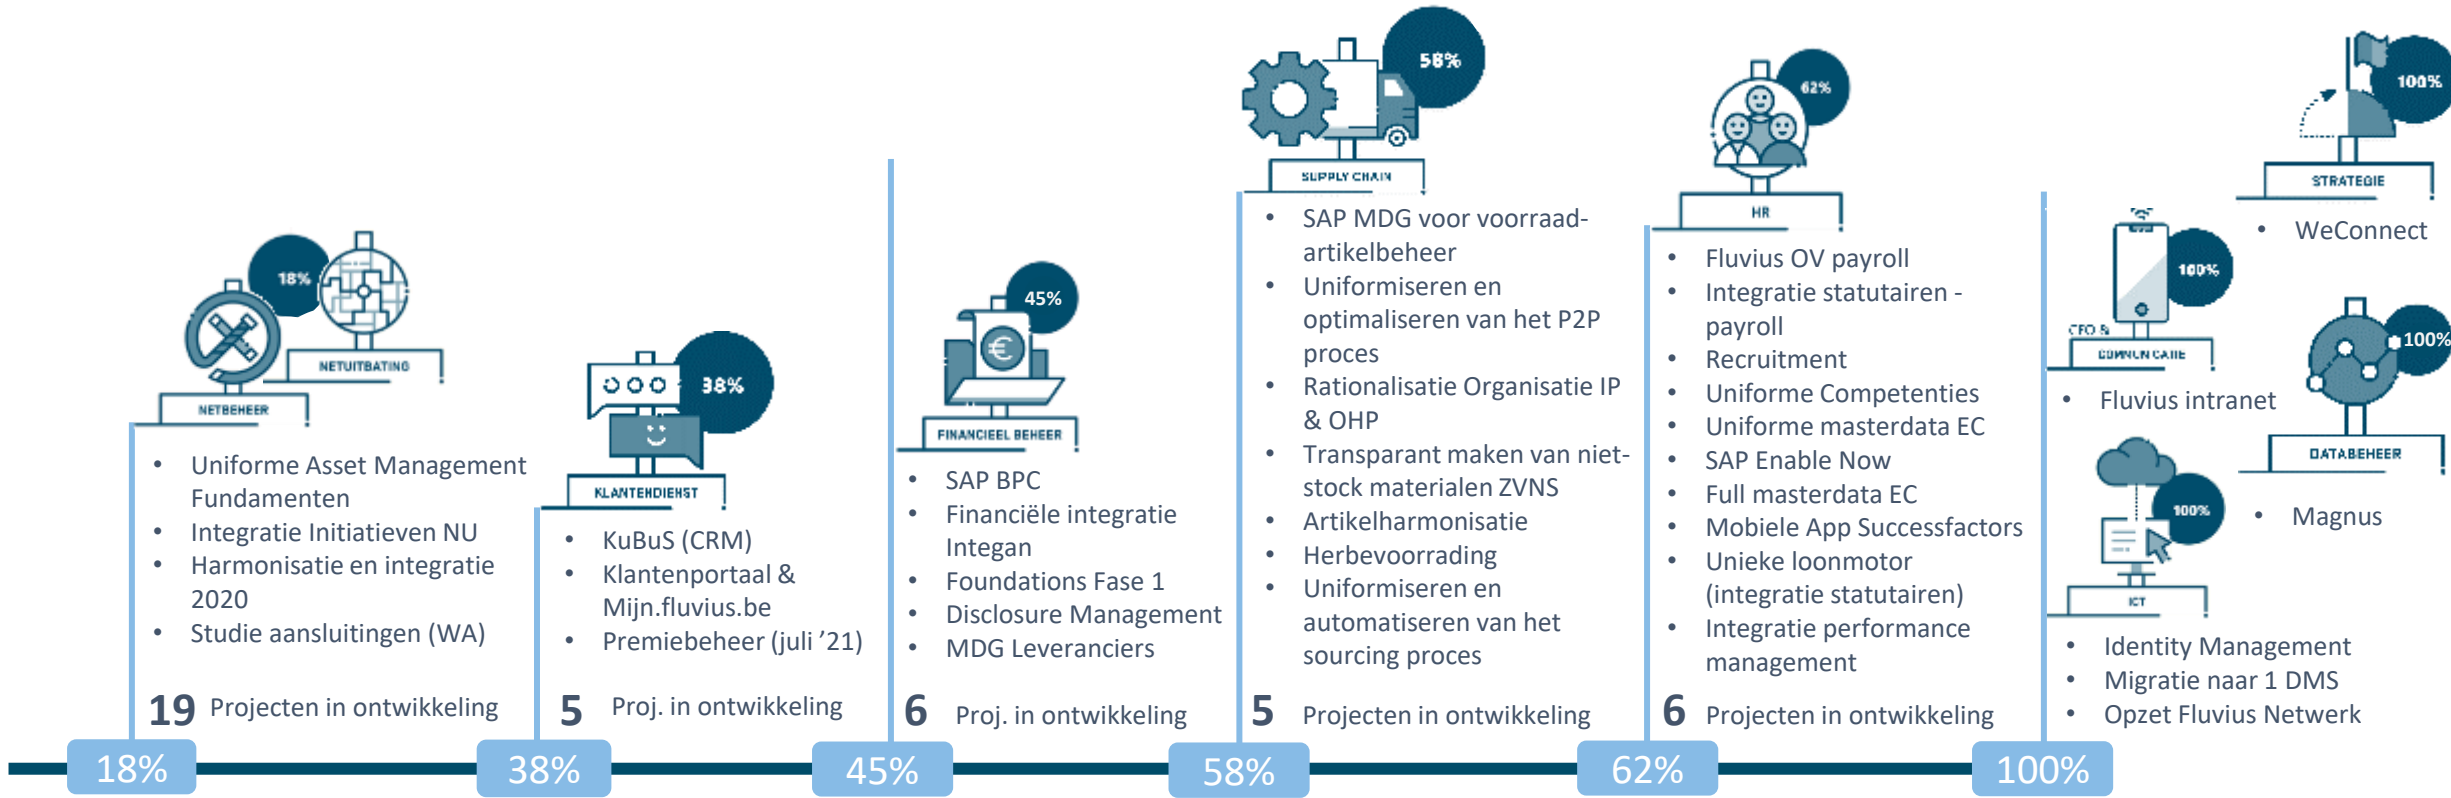 18%
NETUITBATING
NETBEHEER
• Uniforme Asset Management
Fundamenten
• Integratie Initiatieven NU
• Harmonisatie en integratie
2020
• Studie aansluitingen (WA)
19 Projecten in ontwikkeling
18%
38%
KLANTENDIENST
• KuBuS (CRM)
• Klantenportaal &
Mijn.fluvius.be
• Premiebeheer (juli ’21)
5 Proj. in ontwikkeling
38%
45%
FINANCIEEL BEHEER
• SAP BPC
• Financiële integratie
Integan
• Foundations Fase 1
• Disclosure Management
• MDG Leveranciers
6 Proj. in ontwikkeling
45%
58%
SUPPLY CHAIN
• SAP MDG voor voorraad-
artikelbeheer
• Uniformiseren en
optimaliseren van het P2P
proces
• Rationalisatie Organisatie IP
& OHP
• Transparant maken van niet-
stock materialen ZVNS
• Artikelharmonisatie
• Herbevoorrading
• Uniformiseren en
automatiseren van het
sourcing proces
5 Projecten in ontwikkeling
58%
62%
HR
• Fluvius OV payroll
• Integratie statutairen -
payroll
• Recruitment
• Uniforme Competenties
• Uniforme masterdata EC
• SAP Enable Now
• Full masterdata EC
• Mobiele App Successfactors
• Unieke loonmotor
(integratie statutairen)
• Integratie performance
management
6 Projecten in ontwikkeling
62%
100%
STRATEGIE
• WeConnect
100%
CEO &
COMMUNICATIE
• Fluvius intranet
100%
DATABEHEER
• Magnus
100%
ICT
• Identity Management
• Migratie naar 1 DMS
• Opzet Fluvius Netwerk
100%